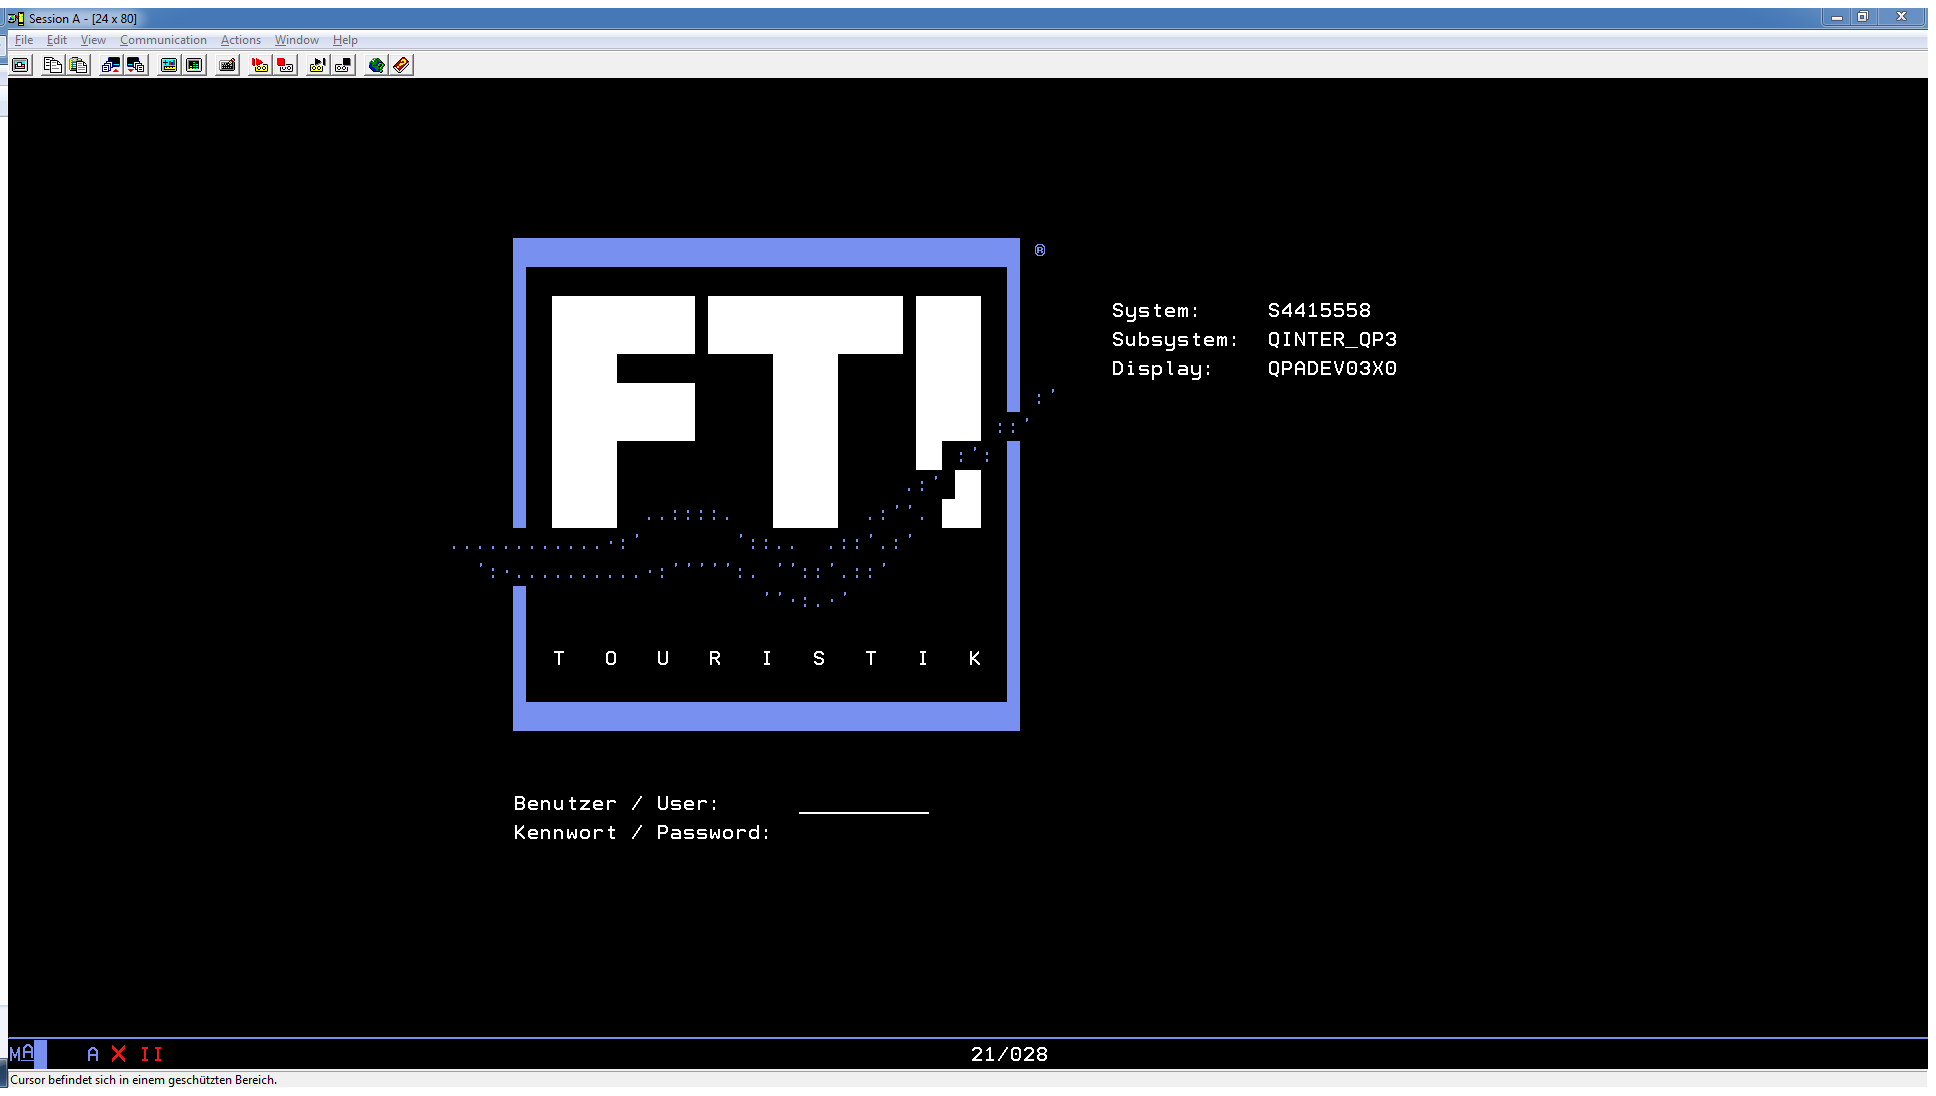 Session A - [24 x 80]
File Edit View Communication Actions Window Help
®
FTI
System: S4415558
Subsystem: QINTER_QP3
Display: QPADEV03X0
T O U R I S T I K
Benutzer / User:
Kennwort / Password:
MA A X II 21/028
Cursor befindet sich in einem geschützten Bereich.